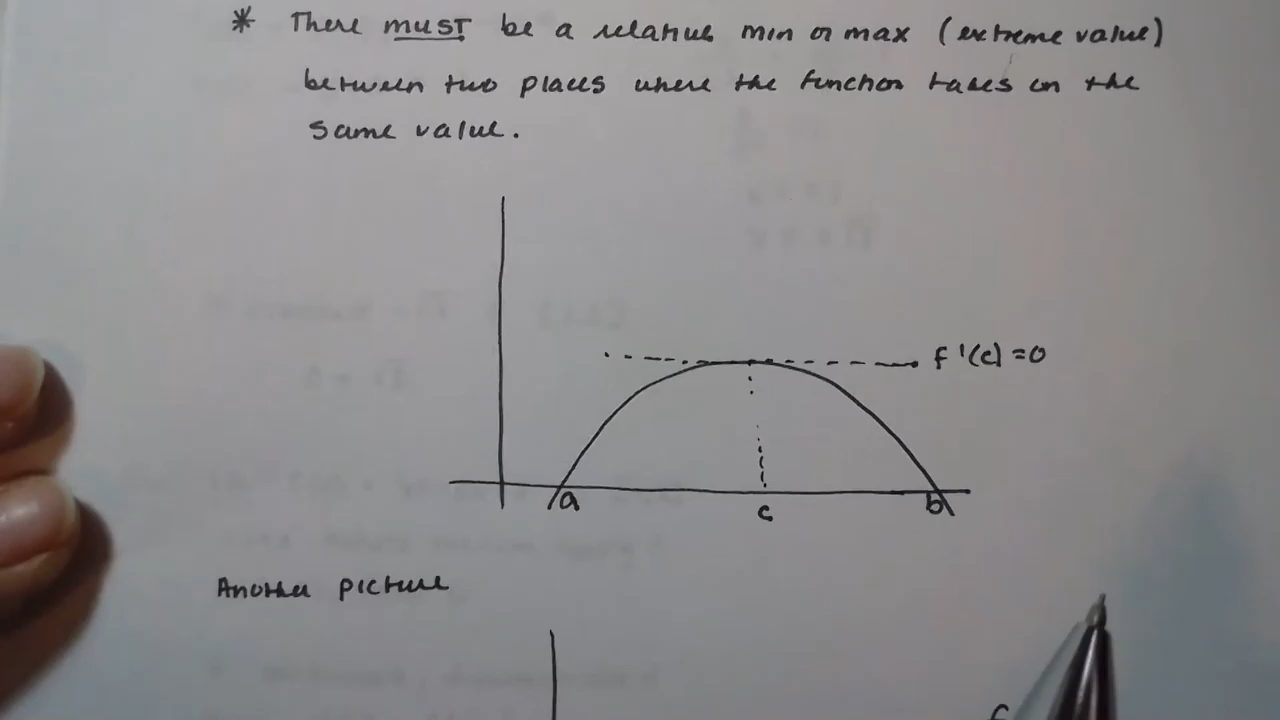 * There must be a relative min or max (extreme value)
between two places where the function takes on the
same value.
f'(c) = 0
a
c
b
Another picture